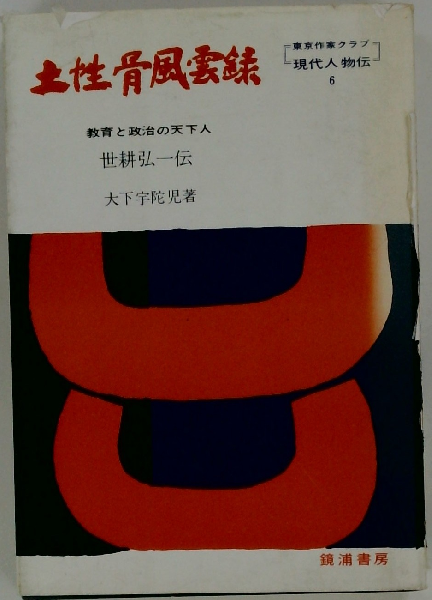 土性骨風雲録
東京作家クラブ
現代人物伝
6
教育と政治の天下人
世耕弘一伝
大下宇陀児著
鏡浦書房